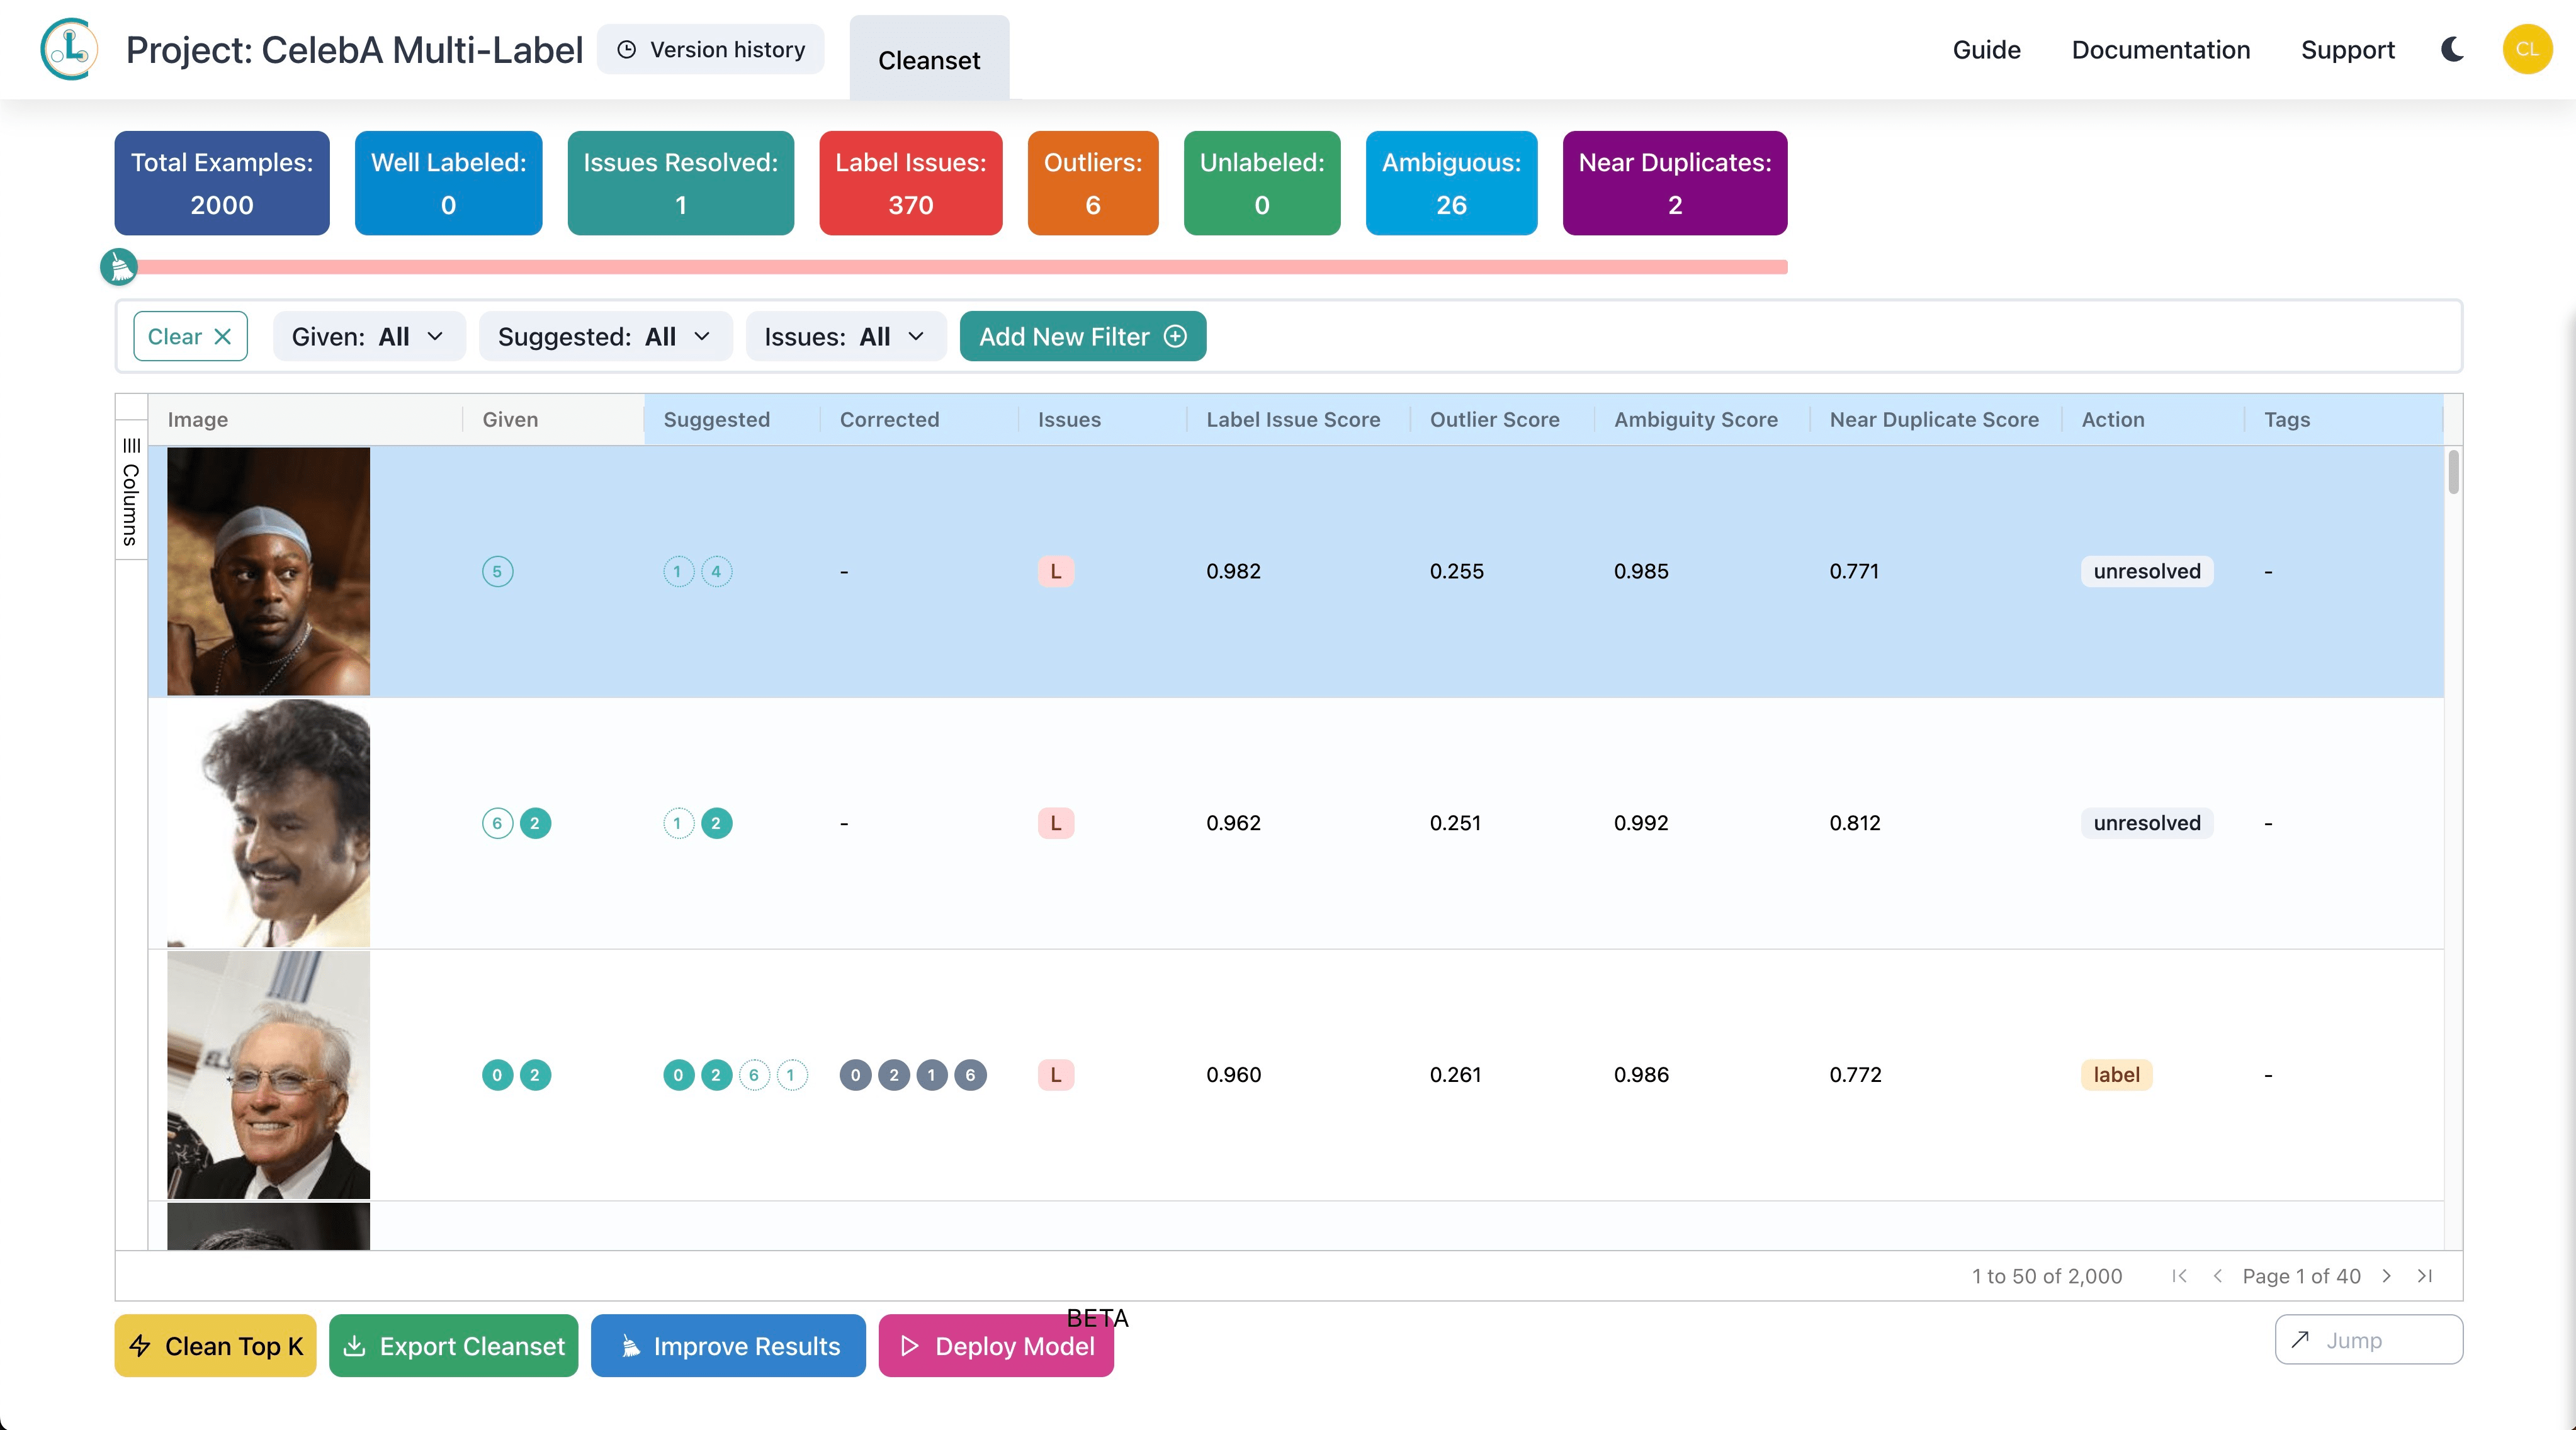 L
Project: CelebA Multi-Label
Version history
Cleanset
Guide
Documentation
Support
CL
Total Examples:
2000
Well Labeled:
0
Issues Resolved:
1
Label Issues:
370
Outliers:
6
Unlabeled:
0
Ambiguous:
26
Near Duplicates:
2
Clear
Given: All
Suggested: All
Issues: All
Add New Filter
Columns
Image Given Suggested Corrected Issues Label Issue Score Outlier Score Ambiguity Score Near Duplicate Score Action Tags
5 1 4 - L 0.982 0.255 0.985 0.771 unresolved -
6 2 1 2 - L 0.962 0.251 0.992 0.812 unresolved -
0 2 0 2 6 1 0 2 1 6 L 0.960 0.261 0.986 0.772 label -
1 to 50 of 2,000
Page 1 of 40
Clean Top K
Export Cleanset
Improve Results
Deploy Model
BETA
Jump